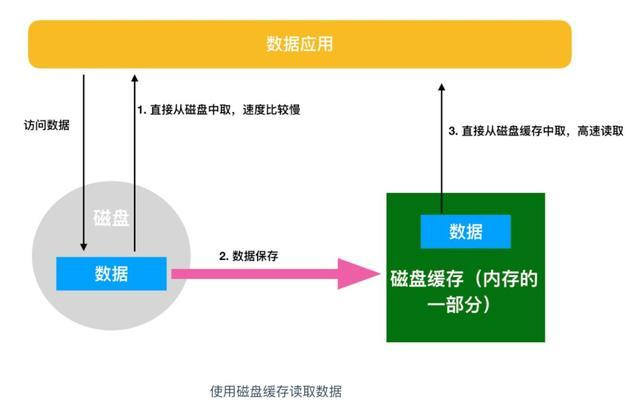 数据应用
1. 直接从磁盘中取，速度比较慢
访问数据
3. 直接从磁盘缓存中取，高速读取
磁盘
数据
2. 数据保存
数据
磁盘缓存（内存的
一部分）
使用磁盘缓存读取数据